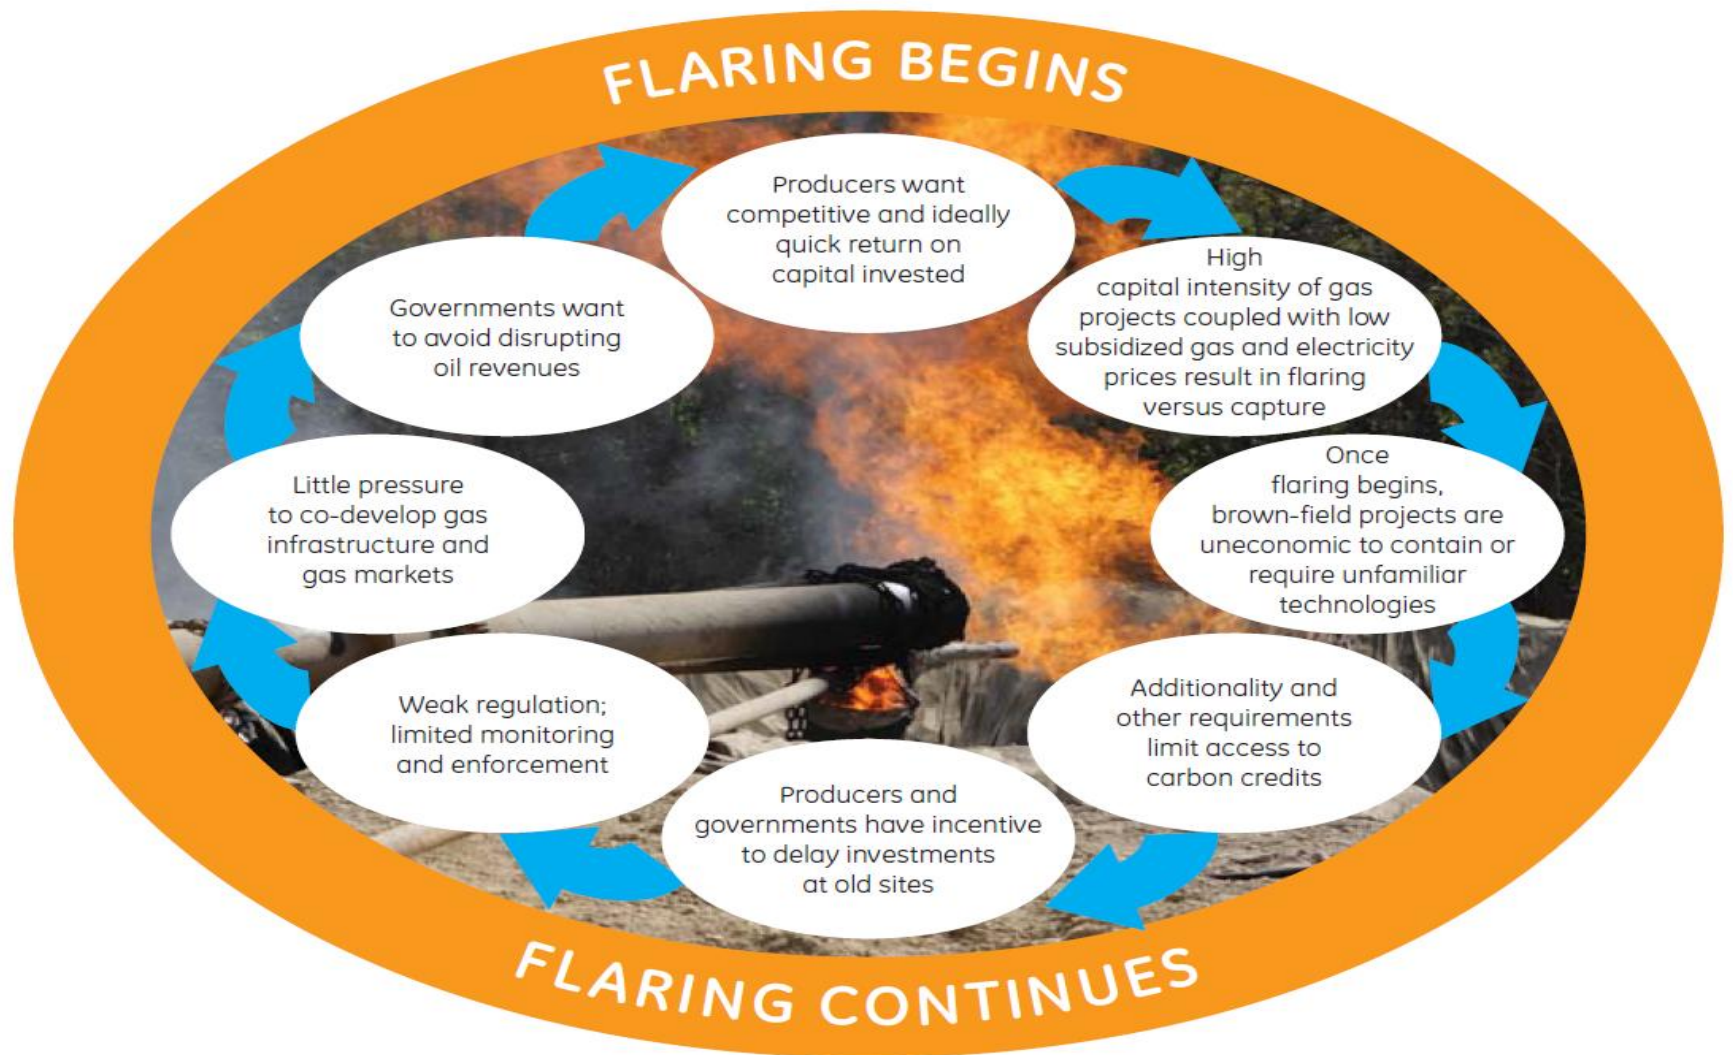 FLARING BEGINS
Producers want
competitive and ideally
quick return on
capital invested
High
capital intensity of gas
projects coupled with low
subsidized gas and electricity
prices result in flaring
versus capture
Once
flaring begins,
brown-field projects are
uneconomic to contain or
require unfamiliar
technologies
Additionality and
other requirements
limit access to
carbon credits
Producers and
governments have incentive
to delay investments
at old sites
Weak regulation;
limited monitoring
and enforcement
Little pressure
to co-develop gas
infrastructure and
gas markets
Governments want
to avoid disrupting
oil revenues
FLARING CONTINUES